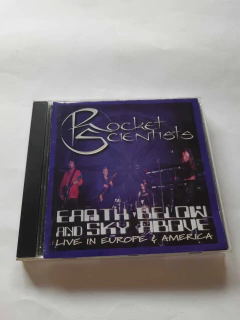 Rocket
Scientists
EARTH BELOW
AND SKY ABOVE
LIVE IN EUROPE & AMERICA